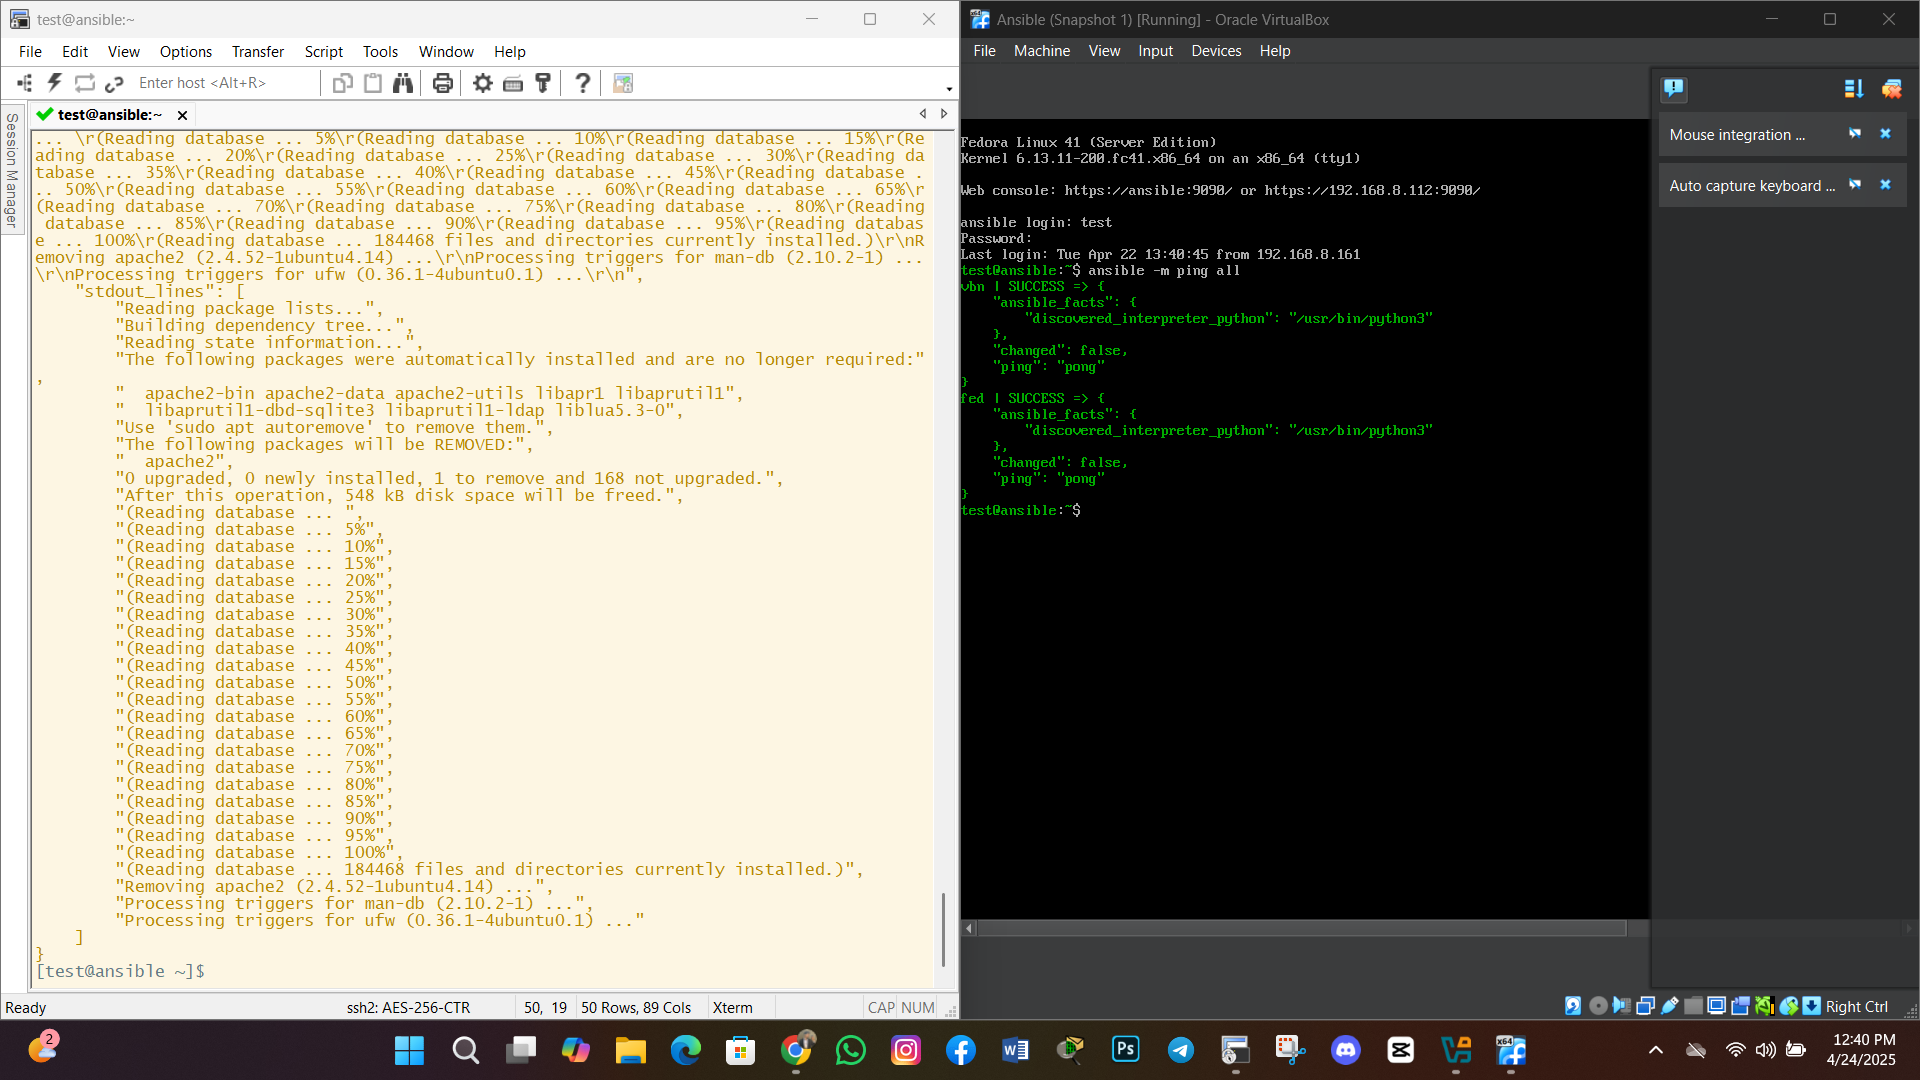 test@ansible:~
File Edit View Options Transfer Script Tools Window Help
Enter host <Alt+R>
test@ansible:~
Session Manager
... \r(Reading database ... 5%\r(Reading database ... 10%\r(Reading database ... 15%\r(Re
ading database ... 20%\r(Reading database ... 25%\r(Reading database ... 30%\r(Reading da
tabase ... 35%\r(Reading database ... 40%\r(Reading database ... 45%\r(Reading database .
.. 50%\r(Reading database ... 55%\r(Reading database ... 60%\r(Reading database ... 65%\r
(Reading database ... 70%\r(Reading database ... 75%\r(Reading database ... 80%\r(Reading
 database ... 85%\r(Reading database ... 90%\r(Reading database ... 95%\r(Reading databas
e ... 100%\r(Reading database ... 184468 files and directories currently installed.)\r\nR
emoving apache2 (2.4.52-1ubuntu4.14) ...\r\nProcessing triggers for man-db (2.10.2-1) ...
\r\nProcessing triggers for ufw (0.36.1-4ubuntu0.1) ...\r\n",
    "stdout_lines": [
        "Reading package lists...",
        "Building dependency tree...",
        "Reading state information...",
        "The following packages were automatically installed and are no longer required:"
,
        "  apache2-bin apache2-data apache2-utils libapr1 libaprutil1",
        "  libaprutil1-dbd-sqlite3 libaprutil1-ldap liblua5.3-0",
        "Use 'sudo apt autoremove' to remove them.",
        "The following packages will be REMOVED:",
        "  apache2",
        "0 upgraded, 0 newly installed, 1 to remove and 168 not upgraded.",
        "After this operation, 548 kB disk space will be freed.",
        "(Reading database ... ",
        "(Reading database ... 5%",
        "(Reading database ... 10%",
        "(Reading database ... 15%",
        "(Reading database ... 20%",
        "(Reading database ... 25%",
        "(Reading database ... 30%",
        "(Reading database ... 35%",
        "(Reading database ... 40%",
        "(Reading database ... 45%",
        "(Reading database ... 50%",
        "(Reading database ... 55%",
        "(Reading database ... 60%",
        "(Reading database ... 65%",
        "(Reading database ... 70%",
        "(Reading database ... 75%",
        "(Reading database ... 80%",
        "(Reading database ... 85%",
        "(Reading database ... 90%",
        "(Reading database ... 95%",
        "(Reading database ... 100%",
        "(Reading database ... 184468 files and directories currently installed.)",
        "Removing apache2 (2.4.52-1ubuntu4.14) ...",
        "Processing triggers for man-db (2.10.2-1) ...",
        "Processing triggers for ufw (0.36.1-4ubuntu0.1) ..."
    ]
}
[test@ansible ~]$
Ready ssh2: AES-256-CTR 50, 19 50 Rows, 89 Cols Xterm CAP NUM
Ansible (Snapshot 1) [Running] - Oracle VirtualBox
File Machine View Input Devices Help
Mouse integration ...
Auto capture keyboard ...
Fedora Linux 41 (Server Edition)
Kernel 6.13.11-200.fc41.x86_64 on an x86_64 (tty1)
Web console: https://ansible:9090/ or https://192.168.8.112:9090/
ansible login: test
Password:
Last login: Tue Apr 22 13:40:45 from 192.168.8.161
test@ansible:~$ ansible -m ping all
vbn | SUCCESS => {
    "ansible_facts": {
        "discovered_interpreter_python": "/usr/bin/python3"
    },
    "changed": false,
    "ping": "pong"
}
fed | SUCCESS => {
    "ansible_facts": {
        "discovered_interpreter_python": "/usr/bin/python3"
    },
    "changed": false,
    "ping": "pong"
}
test@ansible:~$
Right Ctrl
2
Ps
x64
12:40 PM
4/24/2025